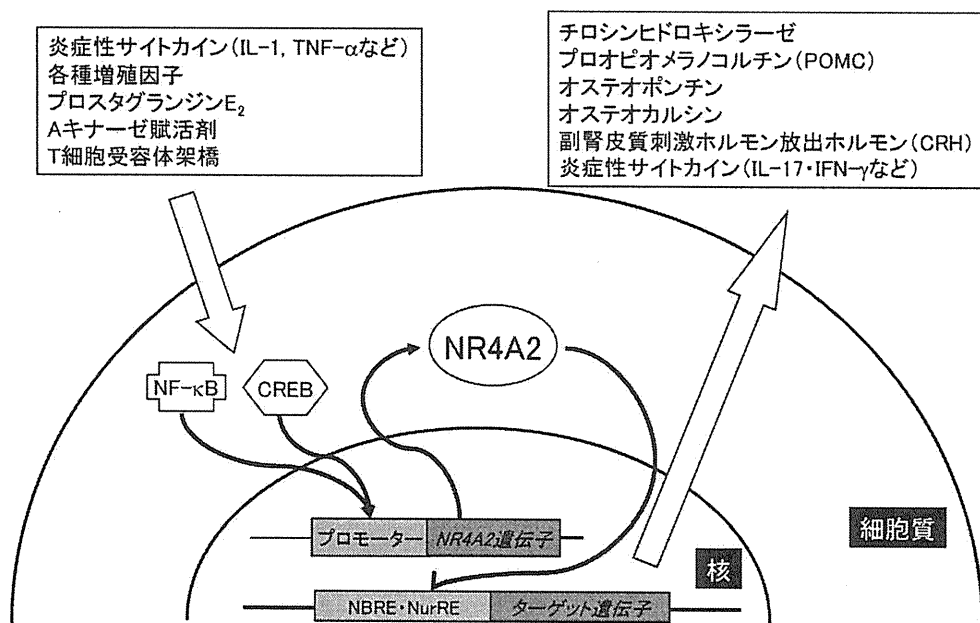 炎症性サイトカイン(IL-1, TNF-αなど)
各種増殖因子
プロスタグランジンE₂
Aキナーゼ賦活剤
T細胞受容体架橋
チロシンヒドロキシラーゼ
プロオピオメラノコルチン(POMC)
オステオポンチン
オステオカルシン
副腎皮質刺激ホルモン放出ホルモン(CRH)
炎症性サイトカイン(IL-17・IFN-γなど)
NR4A2
NF-κB
CREB
プロモーター
NR4A2遺伝子
細胞質
核
NBRE・NurRE
ターゲット遺伝子